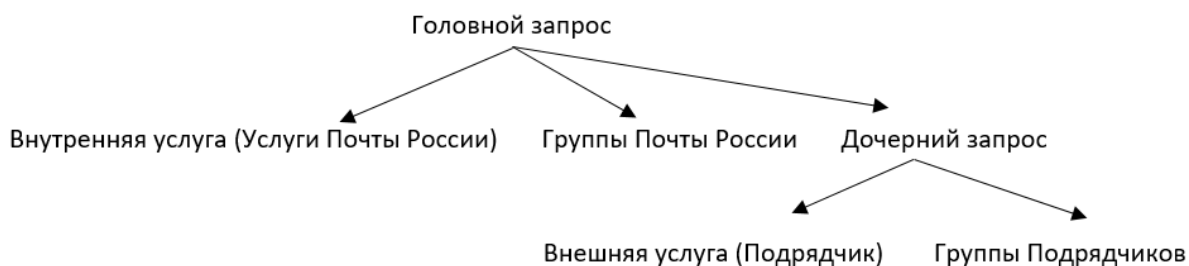 Головной запрос
Внутренняя услуга (Услуги Почты России) Группы Почты России Дочерний запрос
Внешняя услуга (Подрядчик) Группы Подрядчиков